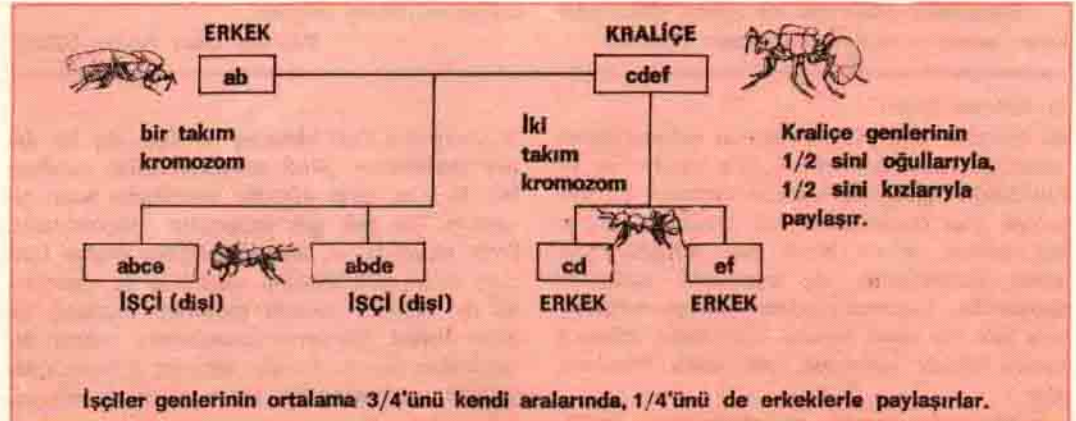 ERKEK
ab
KRALİÇE
cdef
bir takım
kromozom
İki
takım
kromozom
Kraliçe genlerinin
1/2 sini oğullarıyla,
1/2 sini kızlarıyla
paylaşır.
abce
abde
cd
ef
İŞÇİ (dişI)
İŞÇİ (dişI)
ERKEK
ERKEK
İşçiler genlerinin ortalama 3/4'ünü kendi aralarında, 1/4'ünü de erkeklerle paylaşırlar.